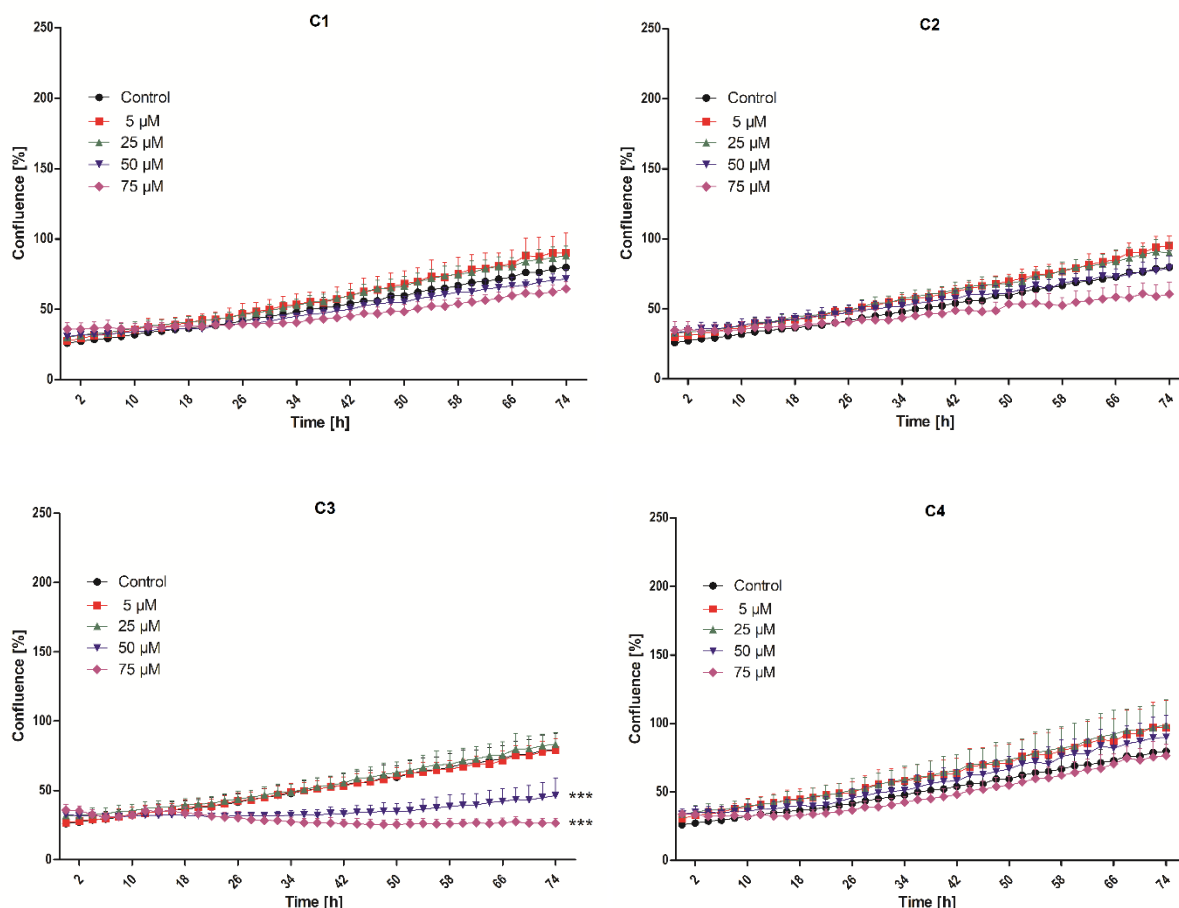 C1
250
200
150
100
50
0
Confluence [%]
Control
5 µM
25 µM
50 µM
75 µM
2 10 18 26 34 42 50 58 66 74
Time [h]
C2
250
200
150
100
50
0
Confluence [%]
Control
5 µM
25 µM
50 µM
75 µM
2 10 18 26 34 42 50 58 66 74
Time [h]
C3
250
200
150
100
50
0
Confluence [%]
Control
5 µM
25 µM
50 µM
75 µM
***
***
2 10 18 26 34 42 50 58 66 74
Time [h]
C4
250
200
150
100
50
0
Confluence [%]
Control
5 µM
25 µM
50 µM
75 µM
2 10 18 26 34 42 50 58 66 74
Time [h]